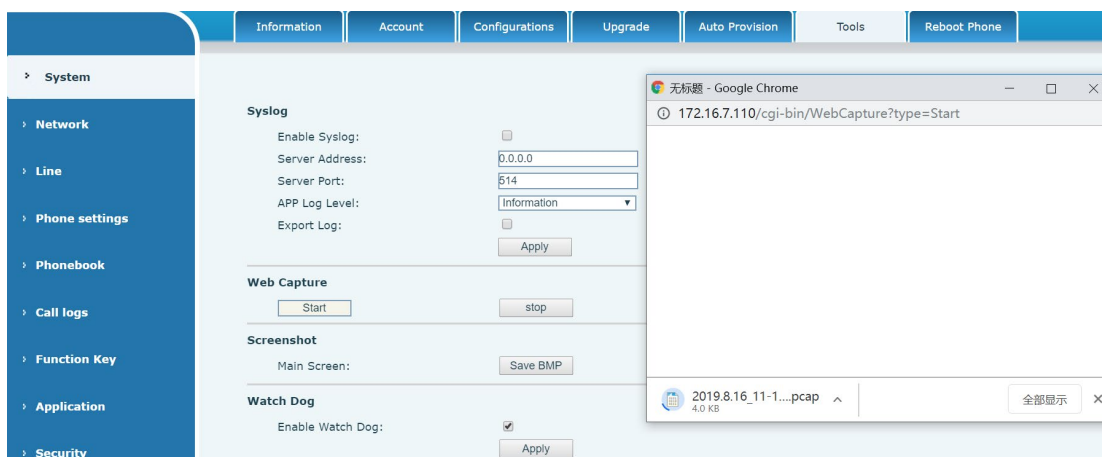 Information Account Configurations Upgrade Auto Provision Tools Reboot Phone
System
Network
Line
Phone settings
Phonebook
Call logs
Function Key
Application
Security
Syslog
Enable Syslog:
Server Address: 0.0.0.0
Server Port: 514
APP Log Level: Information
Export Log:
Apply
Web Capture
Start stop
Screenshot
Main Screen: Save BMP
Watch Dog
Enable Watch Dog:
Apply
无标题 - Google Chrome
172.16.7.110/cgi-bin/WebCapture?type=Start
2019.8.16_11-1....pcap
4.0 KB
全部显示